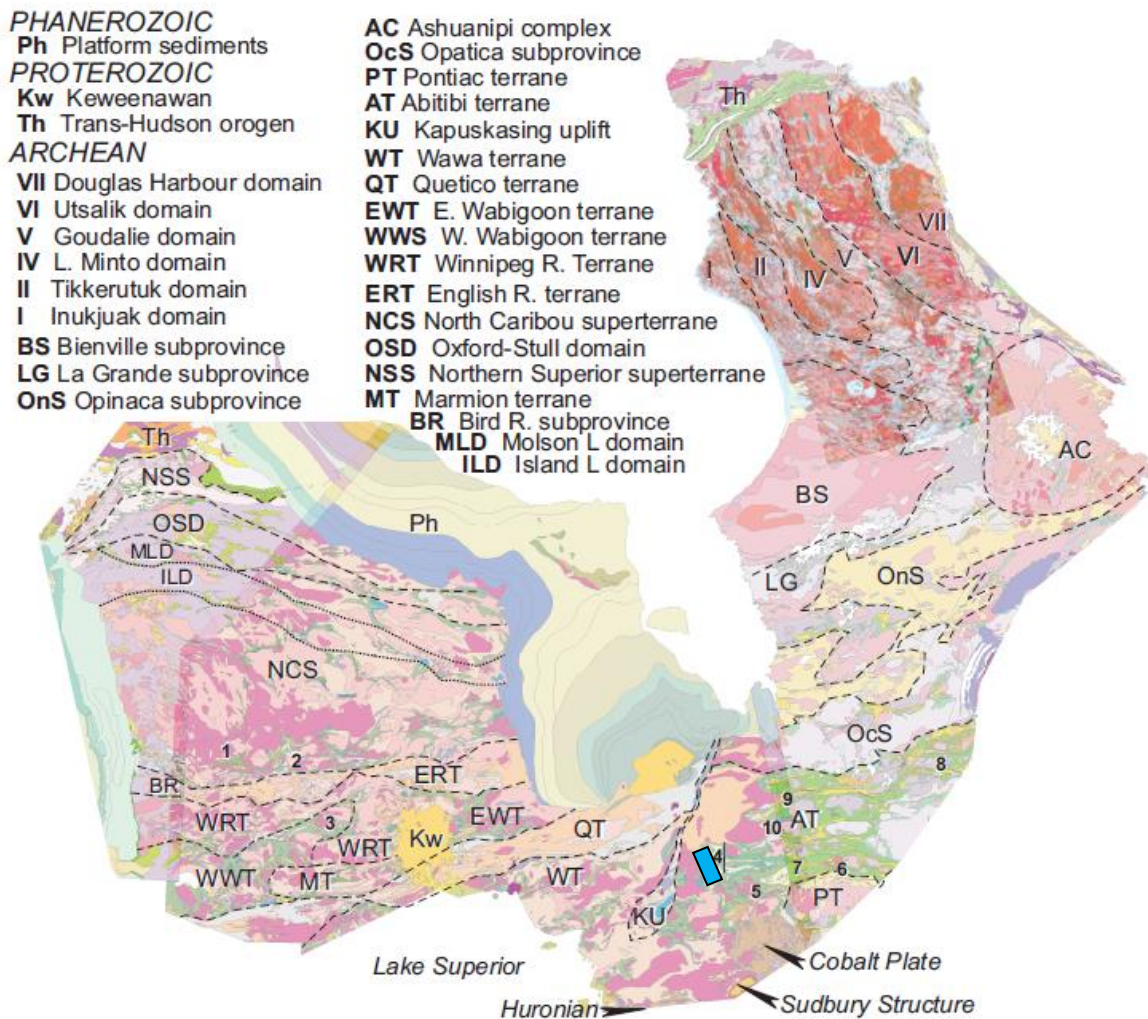 PHANEROZOIC
Ph Platform sediments
PROTEROZOIC
Kw Keweenawan
Th Trans-Hudson orogen
ARCHEAN
VII Douglas Harbour domain
VI Utsalik domain
V Goudalie domain
IV L. Minto domain
II Tikkerutuk domain
I Inukjuak domain
BS Bienville subprovince
LG La Grande subprovince
OnS Opinaca subprovince
AC Ashuanipi complex
OcS Opatica subprovince
PT Pontiac terrane
AT Abitibi terrane
KU Kapuskasing uplift
WT Wawa terrane
QT Quetico terrane
EWT E. Wabigoon terrane
WWS W. Wabigoon terrane
WRT Winnipeg R. Terrane
ERT English R. terrane
NCS North Caribou superterrane
OSD Oxford-Stull domain
NSS Northern Superior superterrane
MT Marmion terrane
BR Bird R. subprovince
MLD Molson L domain
ILD Island L domain
Th
VII
VI
V
IV
II
I
AC
BS
LG
OnS
OcS
Th
NSS
OSD
MLD
ILD
Ph
NCS
1
2
BR
ERT
WRT
3
EWT
Kw
QT
WRT
WWT
MT
WT
KU
8
9
AT
10
4
7
6
5
PT
Lake Superior
Cobalt Plate
Huronian
Sudbury Structure